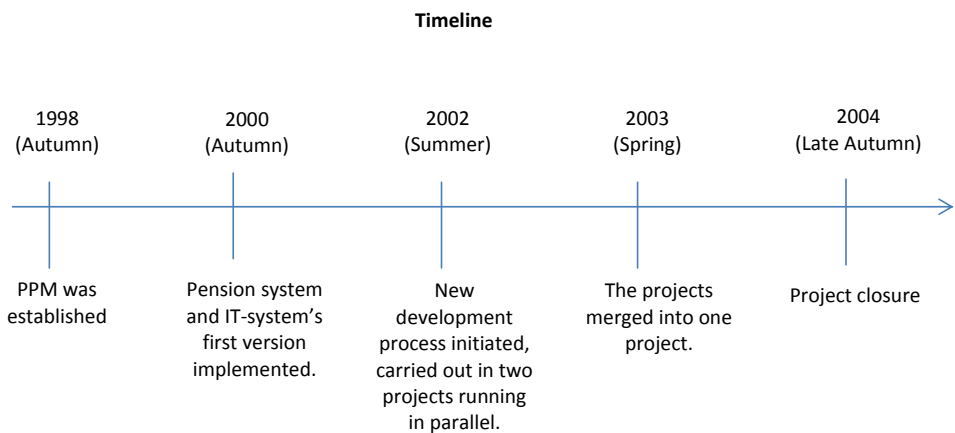 Timeline
1998
(Autumn)
2000
(Autumn)
2002
(Summer)
2003
(Spring)
2004
(Late Autumn)
PPM was
established
Pension system
and IT-system’s
first version
implemented.
New
development
process initiated,
carried out in two
projects running
in parallel.
The projects
merged into one
project.
Project closure